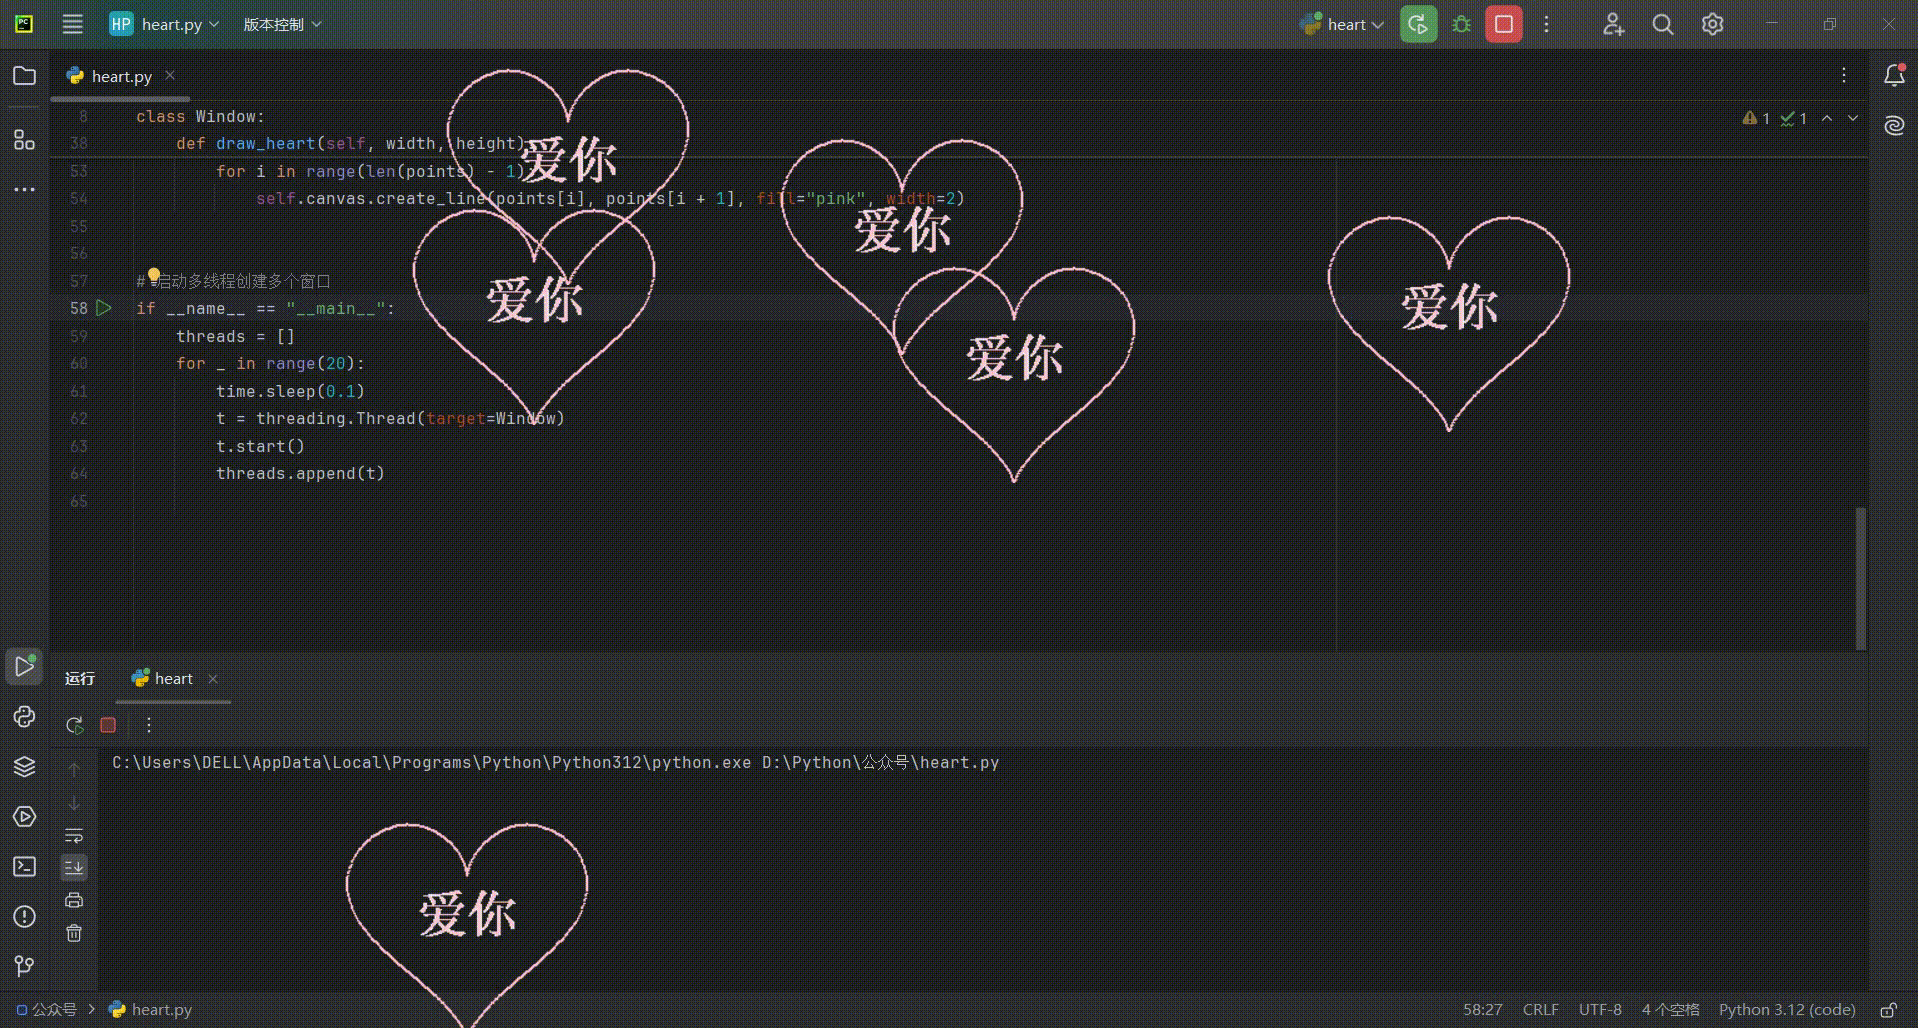 PC
HP heart.py 版本控制 heart
heart.py
8 class Window:
38 def draw_heart(self, width, height)
53 for i in range(len(points) - 1)
54 self.canvas.create_line(points[i], points[i + 1], fill="pink", width=2)
55
56
57 # 启动多线程创建多个窗口
58 if __name__ == "__main__":
59 threads = []
60 for _ in range(20):
61 time.sleep(0.1)
62 t = threading.Thread(target=Window)
63 t.start()
64 threads.append(t)
65
1 1
爱你
爱你
爱你
爱你
爱你
运行 heart
C:\Users\DELL\AppData\Local\Programs\Python\Python312\python.exe D:\Python\公众号\heart.py
爱你
公众号 heart.py 58:27 CRLF UTF-8 4 个空格 Python 3.12 (code)